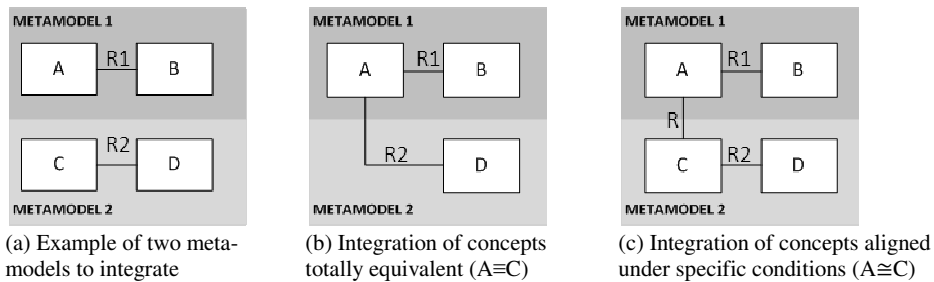 METAMODEL 1
A
R1
B
C
R2
D
METAMODEL 2
(a) Example of two meta-
models to integrate
METAMODEL 1
A
R1
B
R2
D
METAMODEL 2
(b) Integration of concepts
totally equivalent (A≡C)
METAMODEL 1
A
R1
B
R
C
R2
D
METAMODEL 2
(c) Integration of concepts aligned
under specific conditions (A≅C)